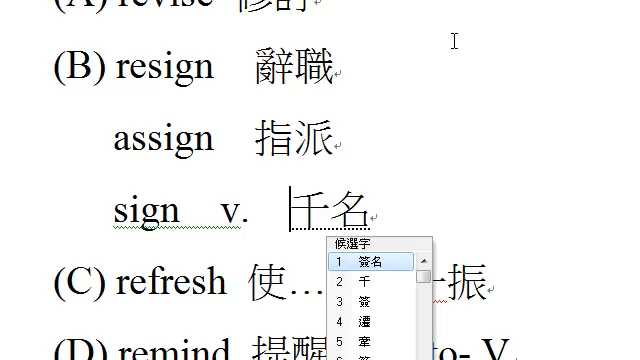 (A) revise 修訂
(B) resign 辭職
assign 指派
sign v. 千名
候選字
1 簽名
2 千
3 簽
4 遷
5 牽
(C) refresh 使… 振
(D) remind 提醒 to- V